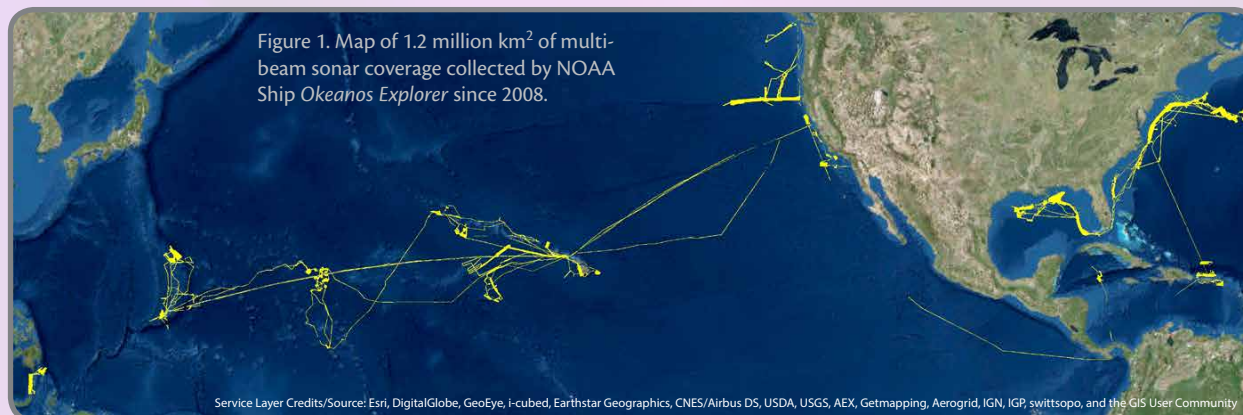 Figure 1. Map of 1.2 million km² of multi-
beam sonar coverage collected by NOAA
Ship Okeanos Explorer since 2008.
Service Layer Credits/Source: Esri, DigitalGlobe, GeoEye, i-cubed, Earthstar Geographics, CNES/Airbus DS, USDA, USGS, AEX, Getmapping, Aerogrid, IGN, IGP, swittsopo, and the GIS User Community